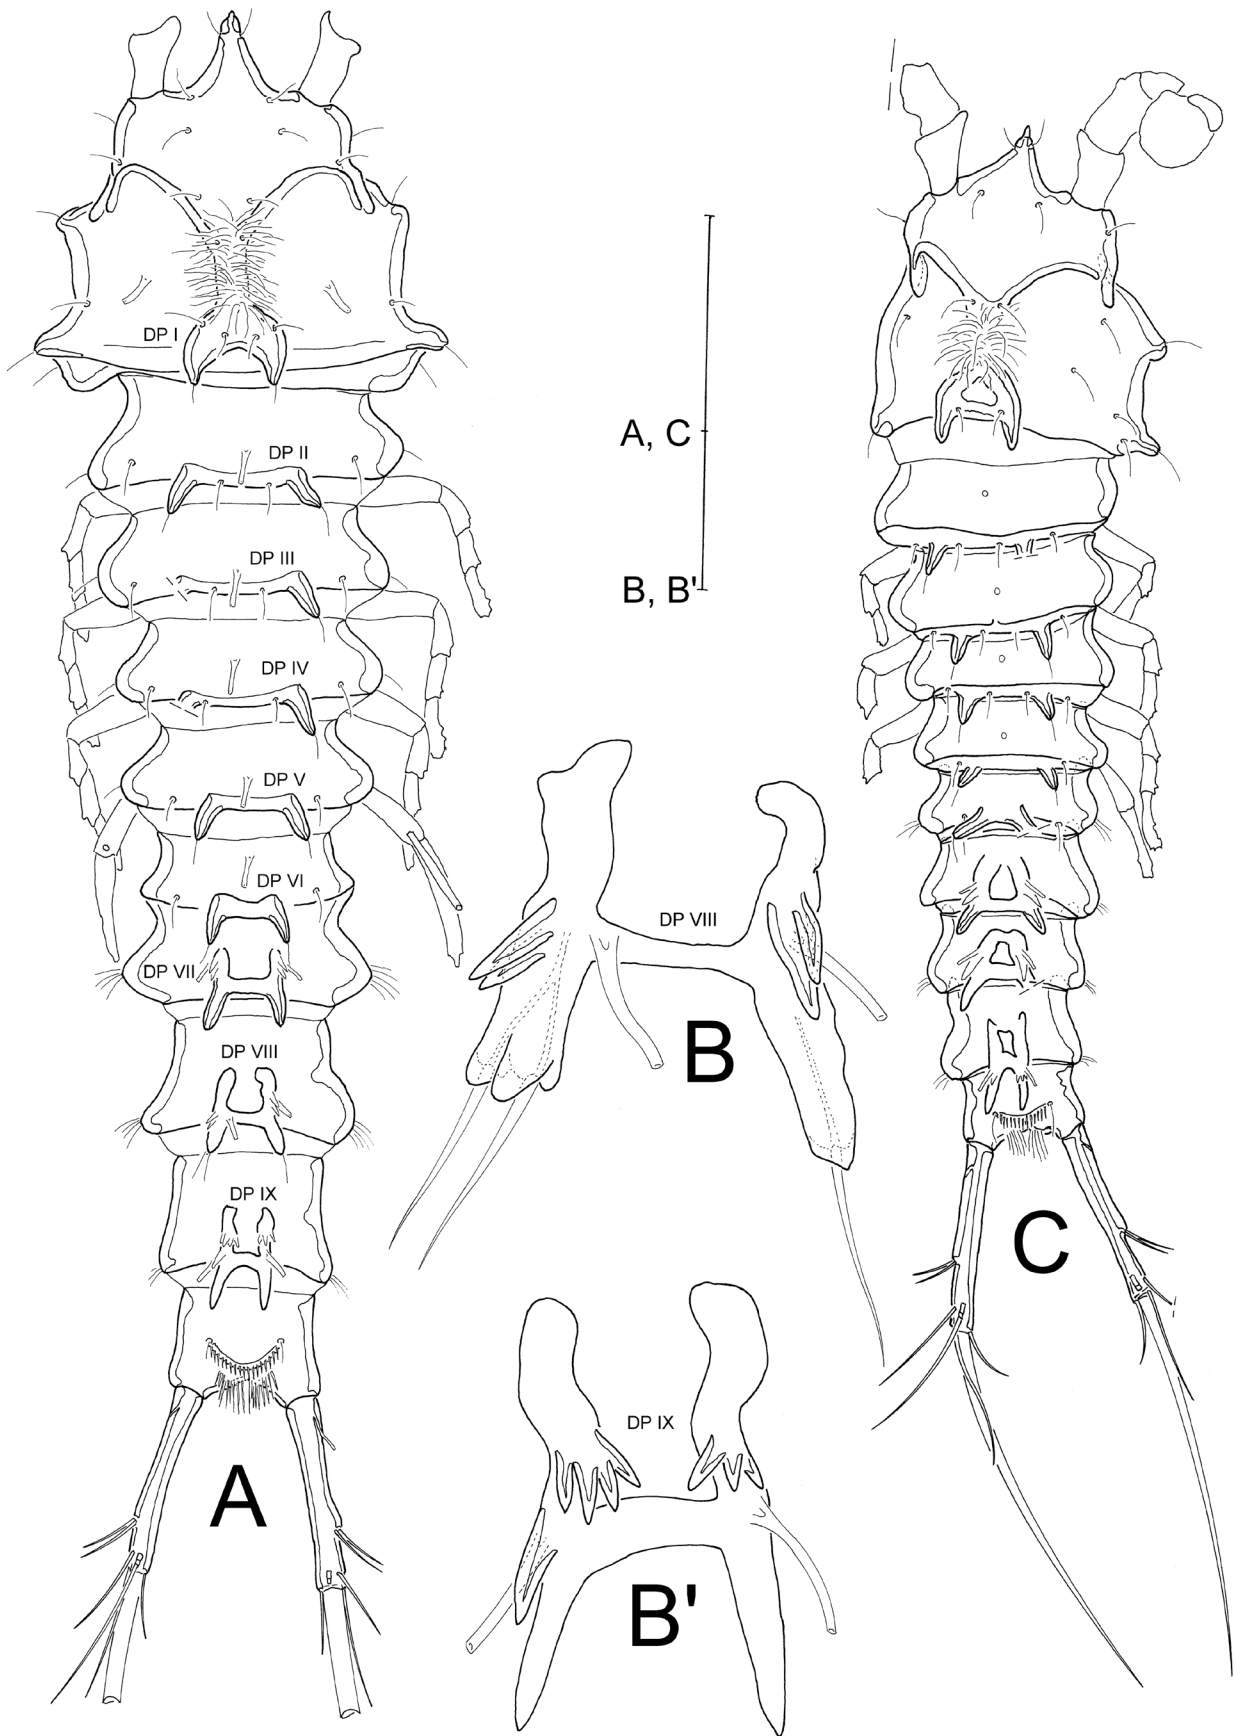 DP I
DP II
DP III
DP IV
DP V
DP VI
DP VII
DP VIII
DP IX
A
A, C
B, B'
DP VIII
B
DP IX
B'
C